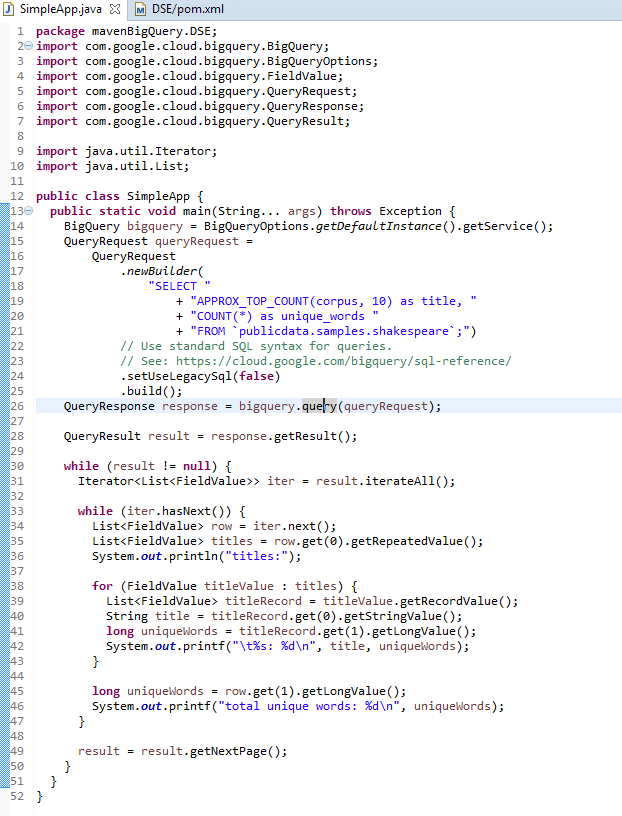 SimpleApp.java DSE/pom.xml
1 package mavenBigQuery.DSE;
2 import com.google.cloud.bigquery.BigQuery;
3 import com.google.cloud.bigquery.BigQueryOptions;
4 import com.google.cloud.bigquery.FieldValue;
5 import com.google.cloud.bigquery.QueryRequest;
6 import com.google.cloud.bigquery.QueryResponse;
7 import com.google.cloud.bigquery.QueryResult;
8
9 import java.util.Iterator;
10 import java.util.List;
11
12 public class SimpleApp {
13   public static void main(String... args) throws Exception {
14     BigQuery bigquery = BigQueryOptions.getDefaultInstance().getService();
15     QueryRequest queryRequest =
16         QueryRequest
17             .newBuilder(
18                 "SELECT "
19                     + "APPROX_TOP_COUNT(corpus, 10) as title, "
20                     + "COUNT(*) as unique_words "
21                     + "FROM `publicdata.samples.shakespeare`;")
22             // Use standard SQL syntax for queries.
23             // See: https://cloud.google.com/bigquery/sql-reference/
24             .setUseLegacySql(false)
25             .build();
26     QueryResponse response = bigquery.query(queryRequest);
27
28     QueryResult result = response.getResult();
29
30     while (result != null) {
31       Iterator<List<FieldValue>> iter = result.iterateAll();
32
33       while (iter.hasNext()) {
34         List<FieldValue> row = iter.next();
35         List<FieldValue> titles = row.get(0).getRepeatedValue();
36         System.out.println("titles:");
37
38         for (FieldValue titleValue : titles) {
39           List<FieldValue> titleRecord = titleValue.getRecordValue();
40           String title = titleRecord.get(0).getStringValue();
41           long uniqueWords = titleRecord.get(1).getLongValue();
42           System.out.printf("\t%s: %d\n", title, uniqueWords);
43         }
44
45         long uniqueWords = row.get(1).getLongValue();
46         System.out.printf("total unique words: %d\n", uniqueWords);
47       }
48
49       result = result.getNextPage();
50     }
51   }
52 }